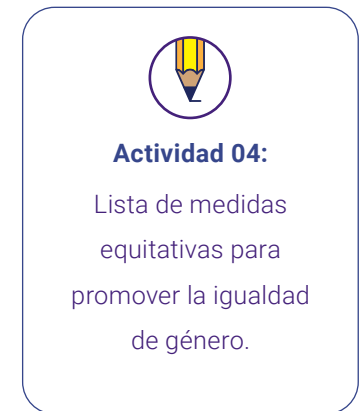 Actividad 04:
Lista de medidas
equitativas para
promover la igualdad
de género.